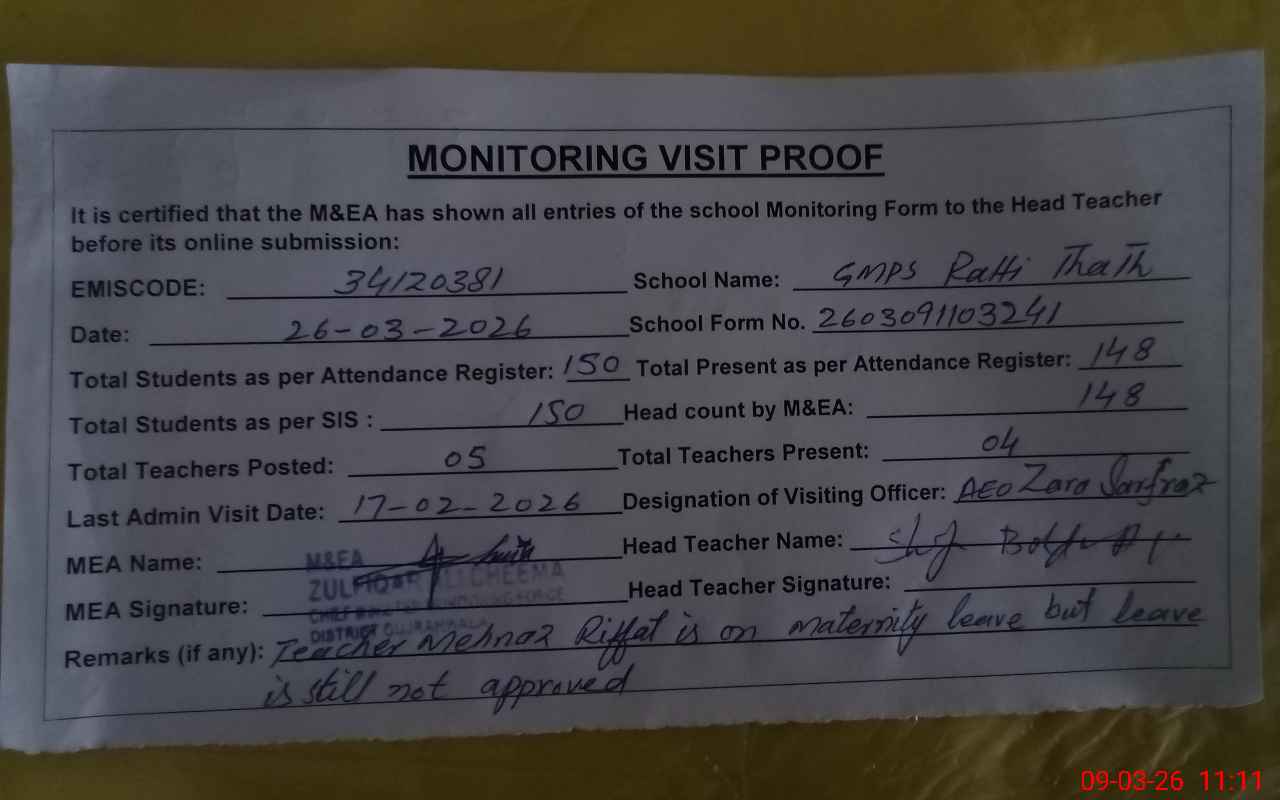 MONITORING VISIT PROOF
It is certified that the M&EA has shown all entries of the school Monitoring Form to the Head Teacher
before its online submission:
EMISCODE: 34120381 School Name: GMPS Ratti Thath
Date: 26-03-2026 School Form No. 2603091103241
Total Students as per Attendance Register: 150 Total Present as per Attendance Register: 148
Total Students as per SIS : 150 Head count by M&EA: 148
Total Teachers Posted: 05 Total Teachers Present: 04
Last Admin Visit Date: 17-02-2026 Designation of Visiting Officer: AEO Zara Sarfraz
MEA Name: Head Teacher Name:
M&EA
ZULFIQAR ALI CHEEMA
MEA Signature: Head Teacher Signature:
DISTRICT GUJRANWALA
Remarks (if any): Teacher Mehnaz Riffat is on maternity leave but leave
is still not approved
09-03-26 11:11